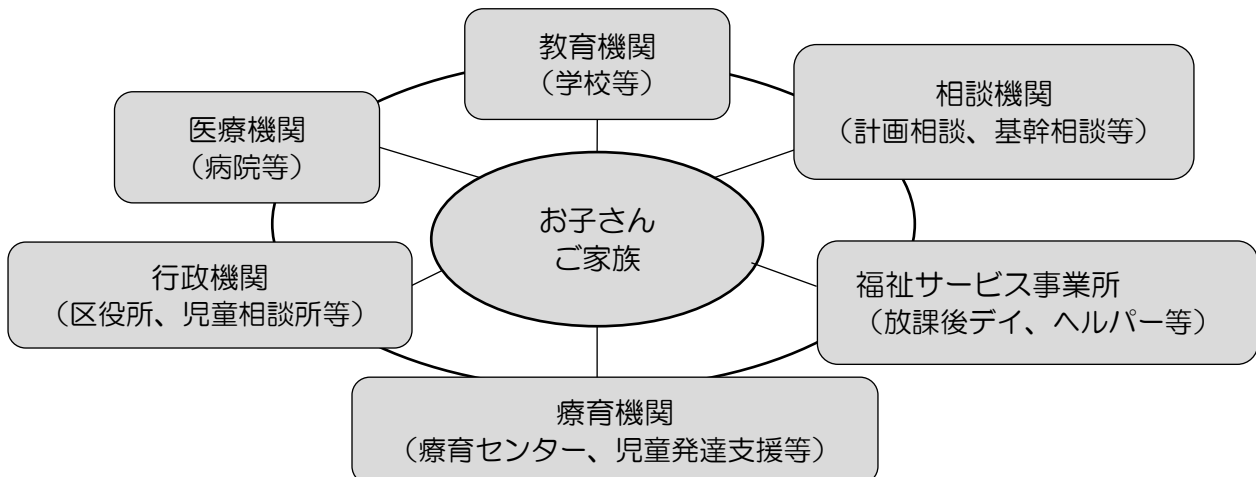 教育機関
（学校等）
相談機関
（計画相談、基幹相談等）
医療機関
（病院等）
お子さん
ご家族
行政機関
（区役所、児童相談所等）
福祉サービス事業所
（放課後デイ、ヘルパー等）
療育機関
（療育センター、児童発達支援等）